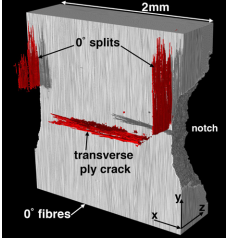 2mm
0° splits
notch
transverse
ply crack
0° fibres
y
x
z